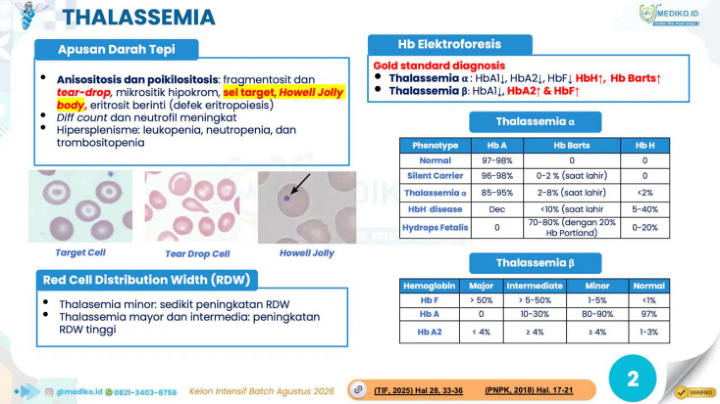 THALASSEMIA
MEDIKO.ID
Apusan Darah Tepi
• Anisositosis dan poikilositosis: fragmentosit dan
tear-drop, mikrositik hipokrom, sel target, Howell Jolly
body, eritrosit berinti (defek eritropoiesis)
• Diff count dan neutrofil meningkat
• Hipersplenisme: leukopenia, neutropenia, dan
trombositopenia
Target Cell
Tear Drop Cell
Howell Jolly
Red Cell Distribution Width (RDW)
• Thalasemia minor: sedikit peningkatan RDW
• Thalassemia mayor dan intermedia: peningkatan
RDW tinggi
Hb Elektroforesis
Gold standard diagnosis
• Thalassemia α : HbA1↓, HbA2↓, HbF↓ HbH↑, Hb Barts↑
• Thalassemia β: HbA1↓, HbA2↑ & HbF↑
Thalassemia α
Phenotype Hb A Hb Barts Hb H
Normal 97-98% 0 0
Silent Carrier 96-98% 0-2 % (saat lahir) 0
Thalassemia α 85-95% 2-8% (saat lahir) <2%
HbH disease Dec <10% (saat lahir 5-40%
Hydrops Fetalis 0 70-80% (dengan 20% Hb Portland) 0-20%
Thalassemia β
Hemoglobin Major Intermediate Minor Normal
Hb F > 50% > 5-50% 1-5% <1%
Hb A 0 10-30% 80-90% 97%
Hb A2 < 4% ≥ 4% ≥ 4% 1-3%
@mediko.id 0821-3403-8758 Kelon Intensif Batch Agustus 2026
(TIF, 2025) Hal 28, 33-36 (PNPK, 2018) Hal. 17-21
2
VERIFIED